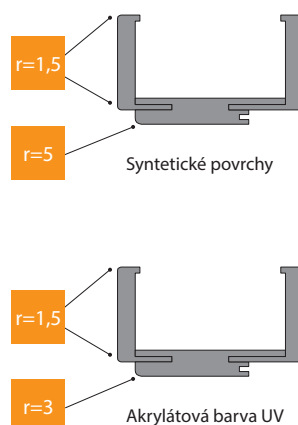 r=1,5
r=5
Syntetické povrchy
r=1,5
r=3
Akrylátová barva UV